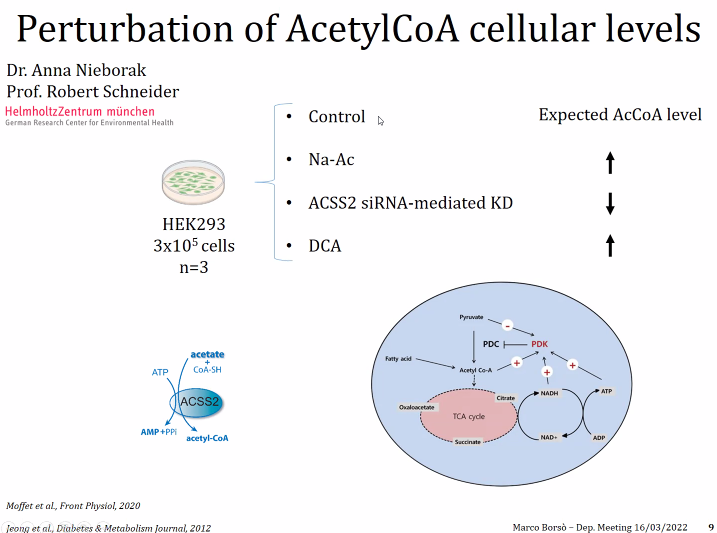 Perturbation of AcetylCoA cellular levels
Dr. Anna Nieborak
Prof. Robert Schneider
HelmholtzZentrum münchen
German Research Center for Environmental Health
• Control
Expected AcCoA level
• Na-Ac
• ACSS2 siRNA-mediated KD
• DCA
HEK293
3x10⁵ cells
n=3
acetate
+
CoA-SH
ATP
ACSS2
AMP+PPi
acetyl-CoA
Pyruvate
-
PDC
PDK
Fatty acid
Acetyl Co-A
+
+
+
Citrate
NADH
ATP
Oxaloacetate
TCA cycle
Succinate
NAD+
ADP
Moffet et al., Front Physiol, 2020
Jeong et al., Diabetes & Metabolism Journal, 2012
Marco Borsò – Dep. Meeting 16/03/2022
9